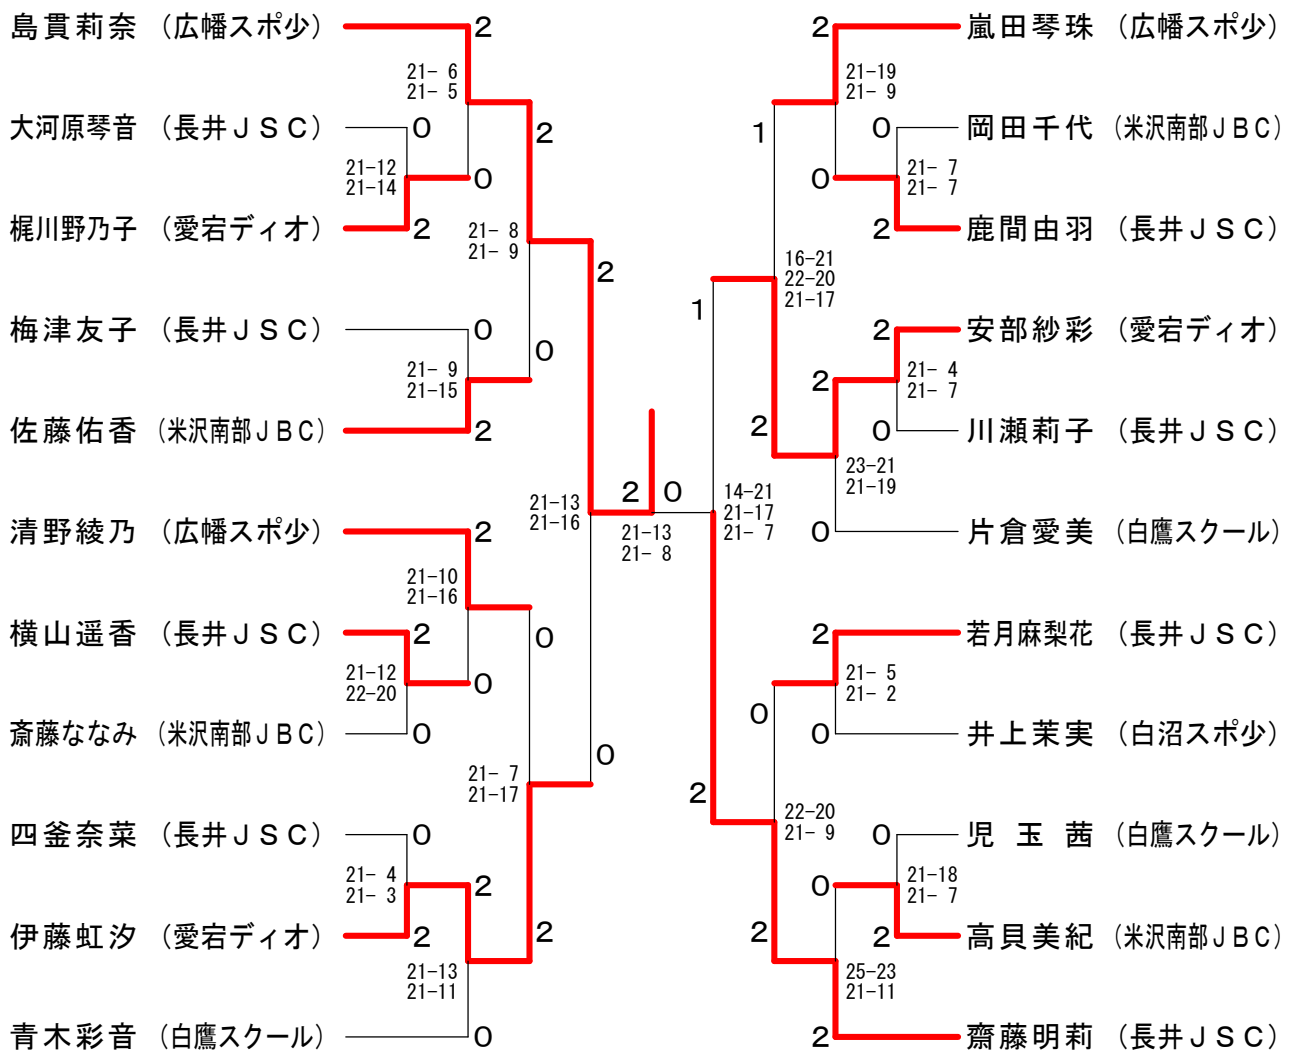 島貫莉奈 (広幡スポ少) 2
21- 6
21- 5
大河原琴音 (長井ＪＳＣ) 0
2
21-12
21-14
0
梶川野乃子 (愛宕ディオ) 2
21- 8
21- 9
2
梅津友子 (長井ＪＳＣ) 0
0
21- 9
21-15
佐藤佑香 (米沢南部ＪＢＣ) 2
21-13
21-16
清野綾乃 (広幡スポ少) 2
21-10
21-16
横山遥香 (長井ＪＳＣ) 2
0
21-12
22-20
0
斎藤ななみ (米沢南部ＪＢＣ) 0
0
21- 7
21-17
四釜奈菜 (長井ＪＳＣ) 0
21- 4
21- 3
2
伊藤虹汐 (愛宕ディオ) 2
2
21-13
21-11
青木彩音 (白鷹スクール) 0
2 0
21-13
21- 8
2 嵐田琴珠 (広幡スポ少)
21-19
21- 9
1
0 岡田千代 (米沢南部ＪＢＣ)
21- 7
21- 7
0
2 鹿間由羽 (長井ＪＳＣ)
16-21
22-20
21-17
1
2 安部紗彩 (愛宕ディオ)
21- 4
21- 7
2
2
0 川瀬莉子 (長井ＪＳＣ)
23-21
21-19
14-21
21-17
21- 7
0 片倉愛美 (白鷹スクール)
2 若月麻梨花 (長井ＪＳＣ)
21- 5
21- 2
0
0 井上茉実 (白沼スポ少)
2
22-20
21- 9
0 児玉茜 (白鷹スクール)
21-18
21- 7
0
2 高貝美紀 (米沢南部ＪＢＣ)
2
25-23
21-11
2 齋藤明莉 (長井ＪＳＣ)